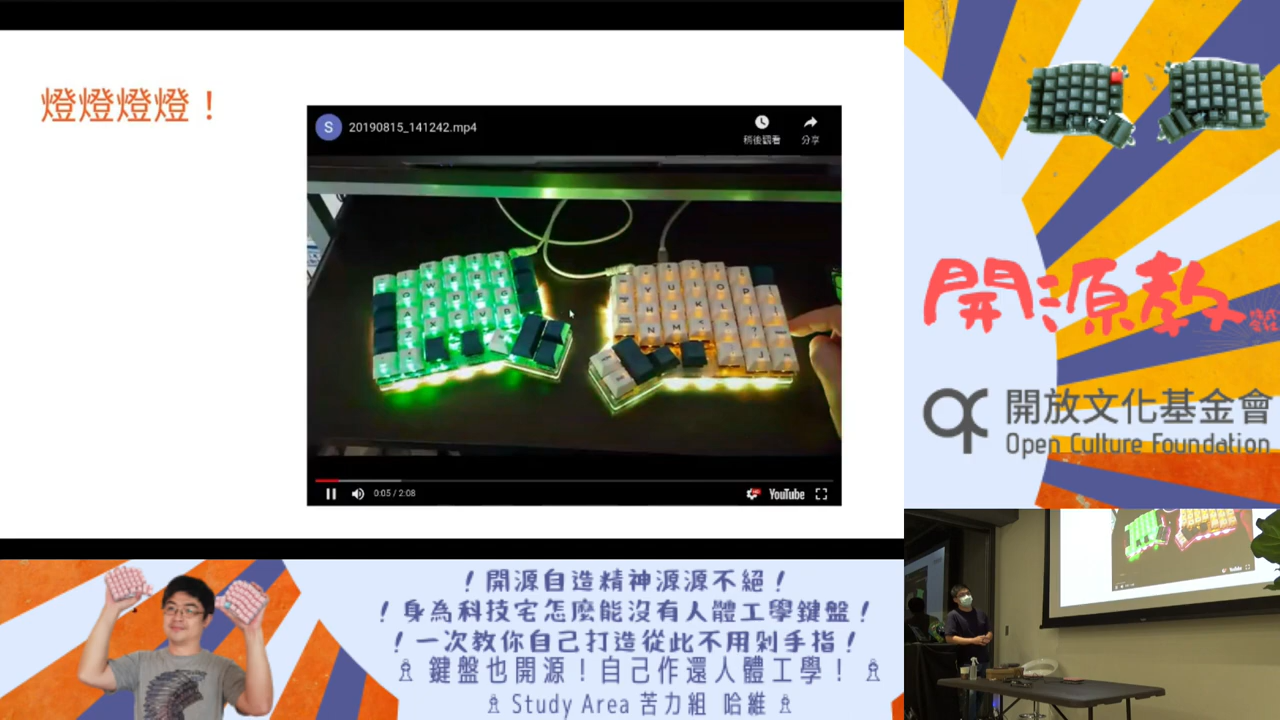 燈燈燈燈！
S 20190815_141242.mp4
稍後觀看 分享
0:05 / 2:08
YouTube
開源教
株式会社
開放文化基金會
Open Culture Foundation
！開源自造精神源源不絕！
！身為科技宅怎麼能沒有人體工學鍵盤！
！一次教你自己打造從此不用剁手指！
鍵盤也開源！自己作還人體工學！
Study Area 苦力組 哈維